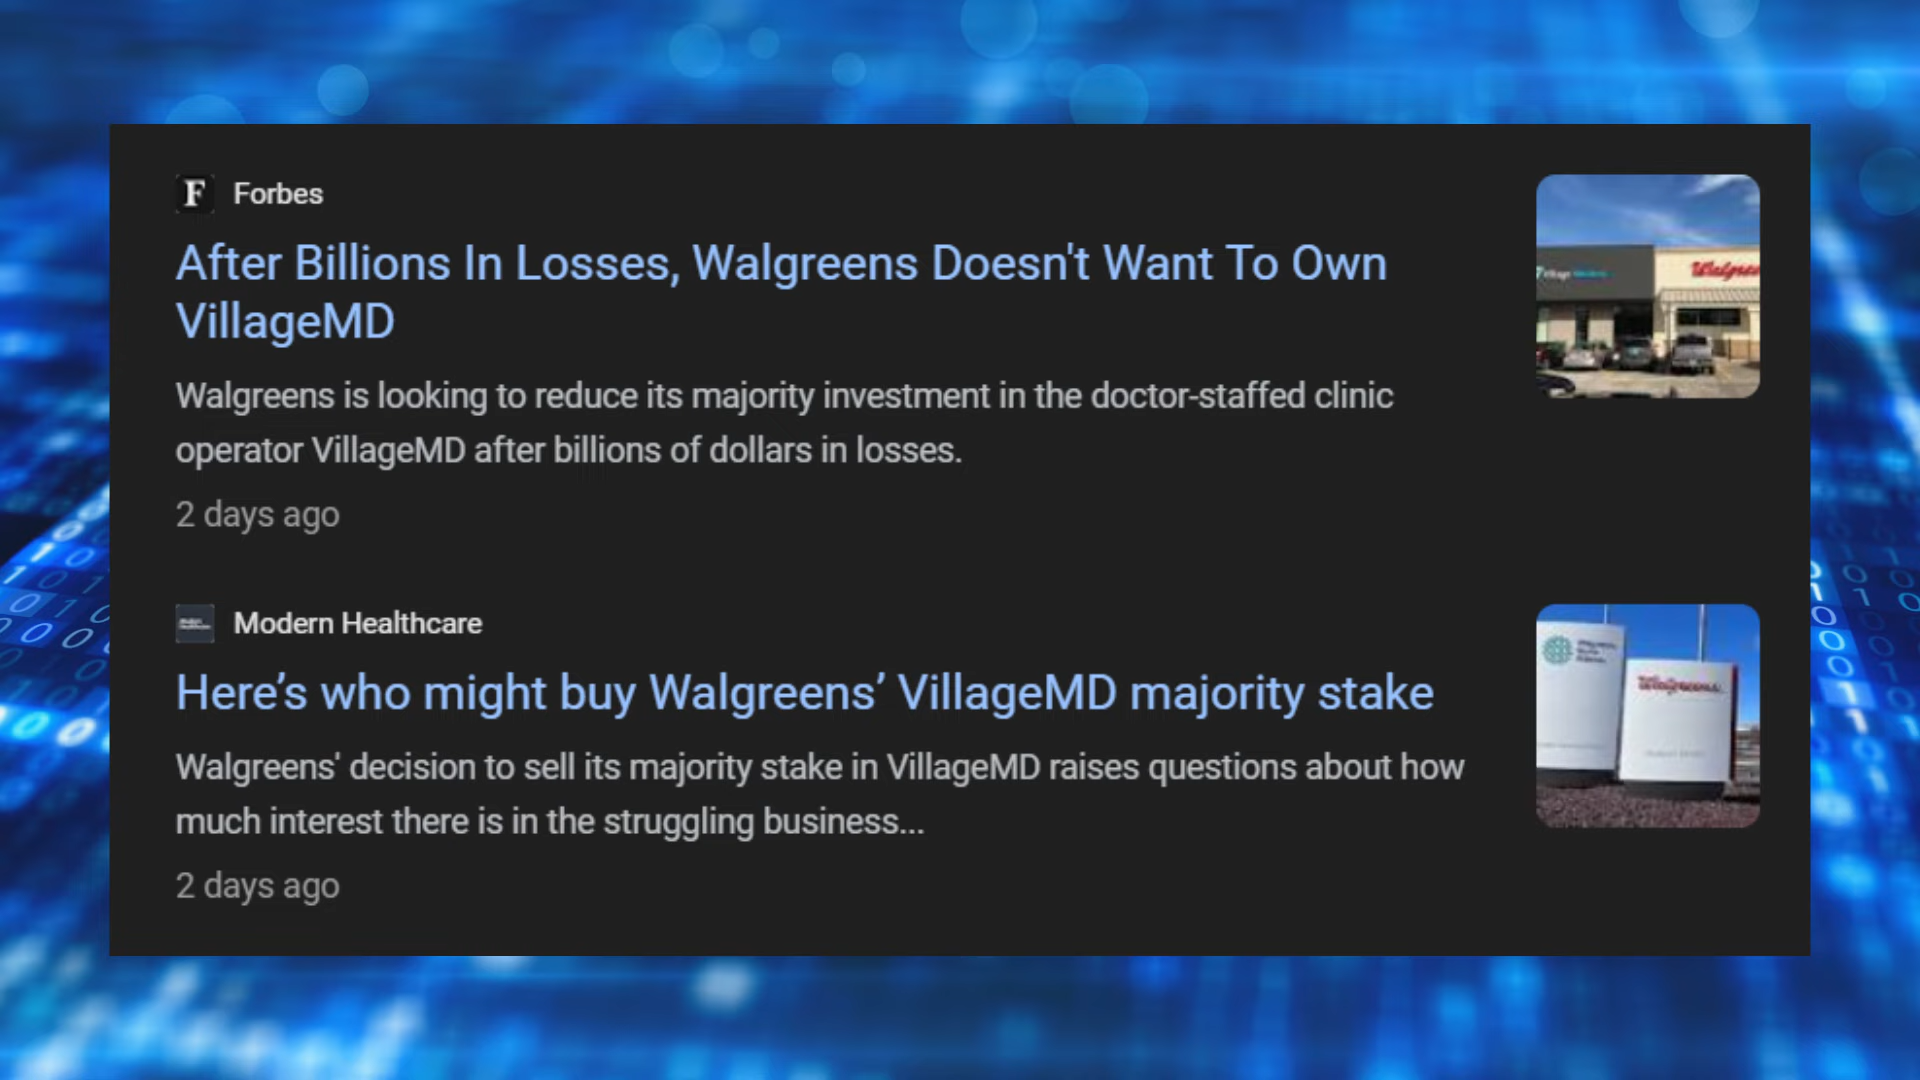 F Forbes
After Billions In Losses, Walgreens Doesn't Want To Own
VillageMD
Walgreens is looking to reduce its majority investment in the doctor-staffed clinic
operator VillageMD after billions of dollars in losses.
2 days ago
Modern Healthcare
Here’s who might buy Walgreens’ VillageMD majority stake
Walgreens' decision to sell its majority stake in VillageMD raises questions about how
much interest there is in the struggling business...
2 days ago
Village
Walgreens